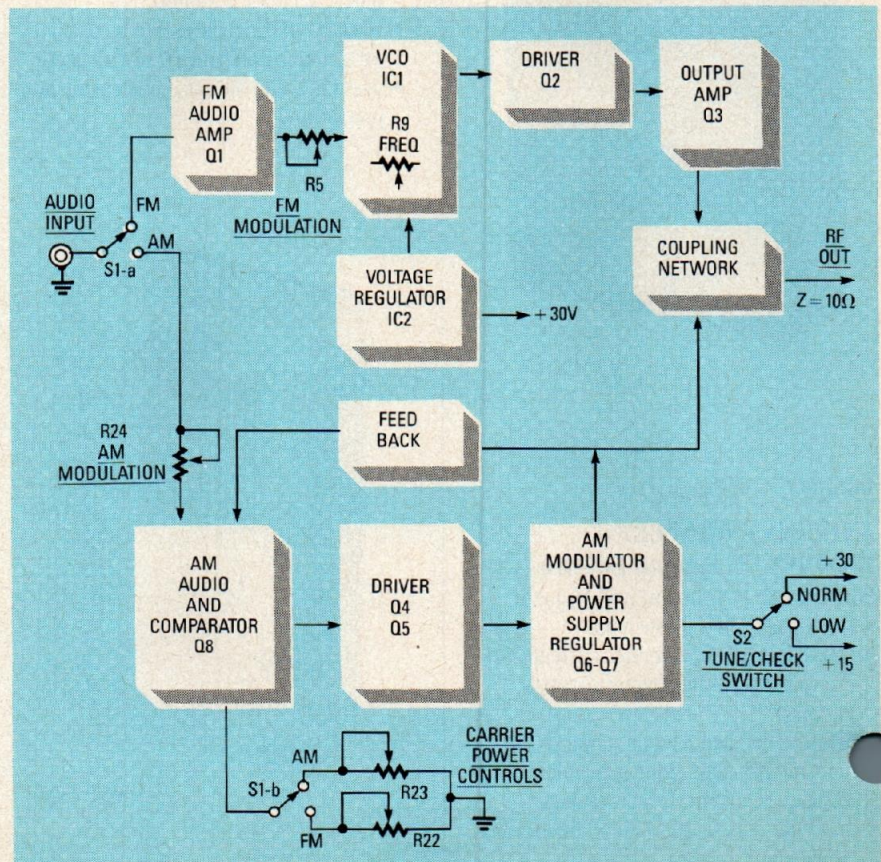 VCO
IC1
DRIVER
Q2
OUTPUT
AMP
Q3
FM
AUDIO
AMP
Q1
R9
FREQ
R5
FM
MODULATION
AUDIO
INPUT
FM
AM
S1-a
VOLTAGE
REGULATOR
IC2
+30V
COUPLING
NETWORK
RF
OUT
Z=10Ω
R24
AM
MODULATION
FEED
BACK
AM
AUDIO
AND
COMPARATOR
Q8
DRIVER
Q4
Q5
AM
MODULATOR
AND
POWER
SUPPLY
REGULATOR
Q6-Q7
+30
NORM
LOW
S2
+15
TUNE/CHECK
SWITCH
S1-b
AM
FM
R23
R22
CARRIER
POWER
CONTROLS